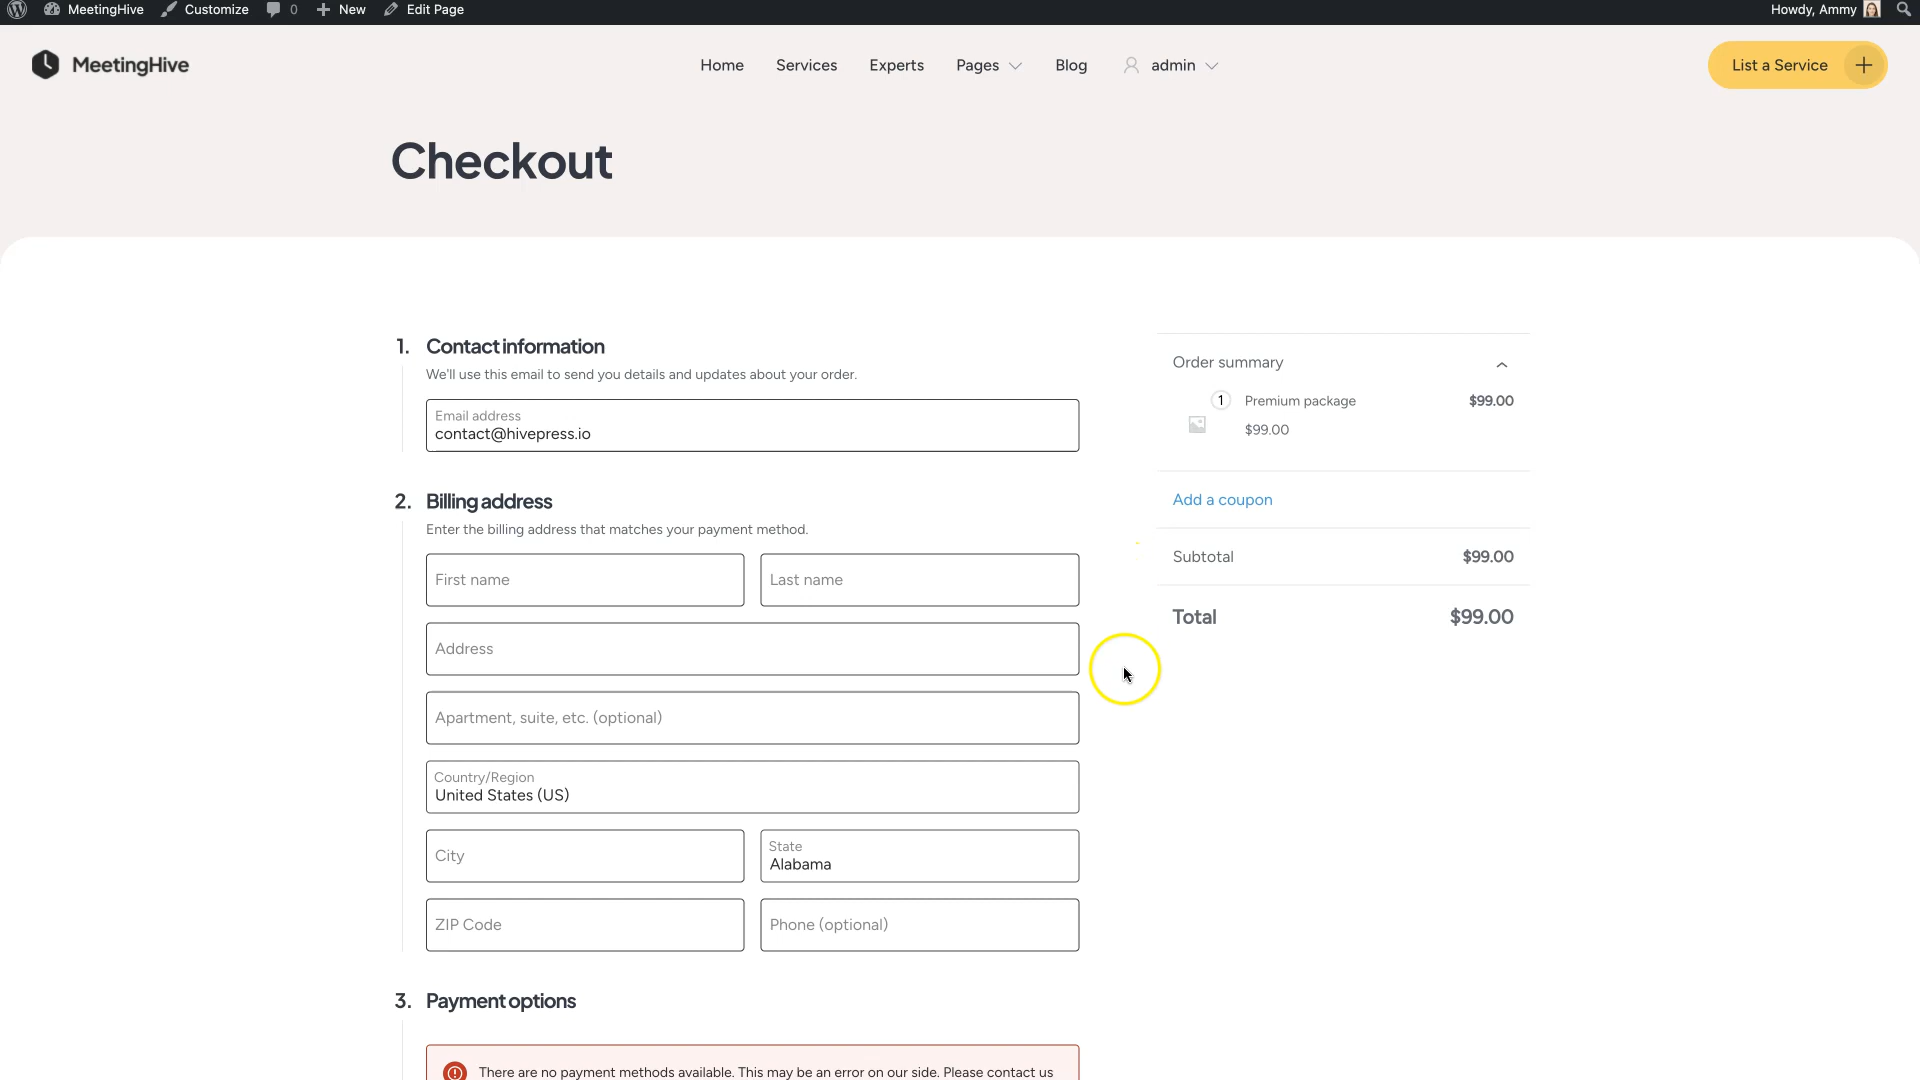 MeetingHive
Customize
0
New
Edit Page
Howdy, Ammy
MeetingHive
Home
Services
Experts
Pages
Blog
admin
List a Service
Checkout
1. Contact information
We'll use this email to send you details and updates about your order.
Email address
contact@hivepress.io
2. Billing address
Enter the billing address that matches your payment method.
First name
Last name
Address
Apartment, suite, etc. (optional)
Country/Region
United States (US)
City
State
Alabama
ZIP Code
Phone (optional)
3. Payment options
There are no payment methods available. This may be an error on our side. Please contact us
Order summary
1
Premium package
$99.00
$99.00
Add a coupon
Subtotal
$99.00
Total
$99.00